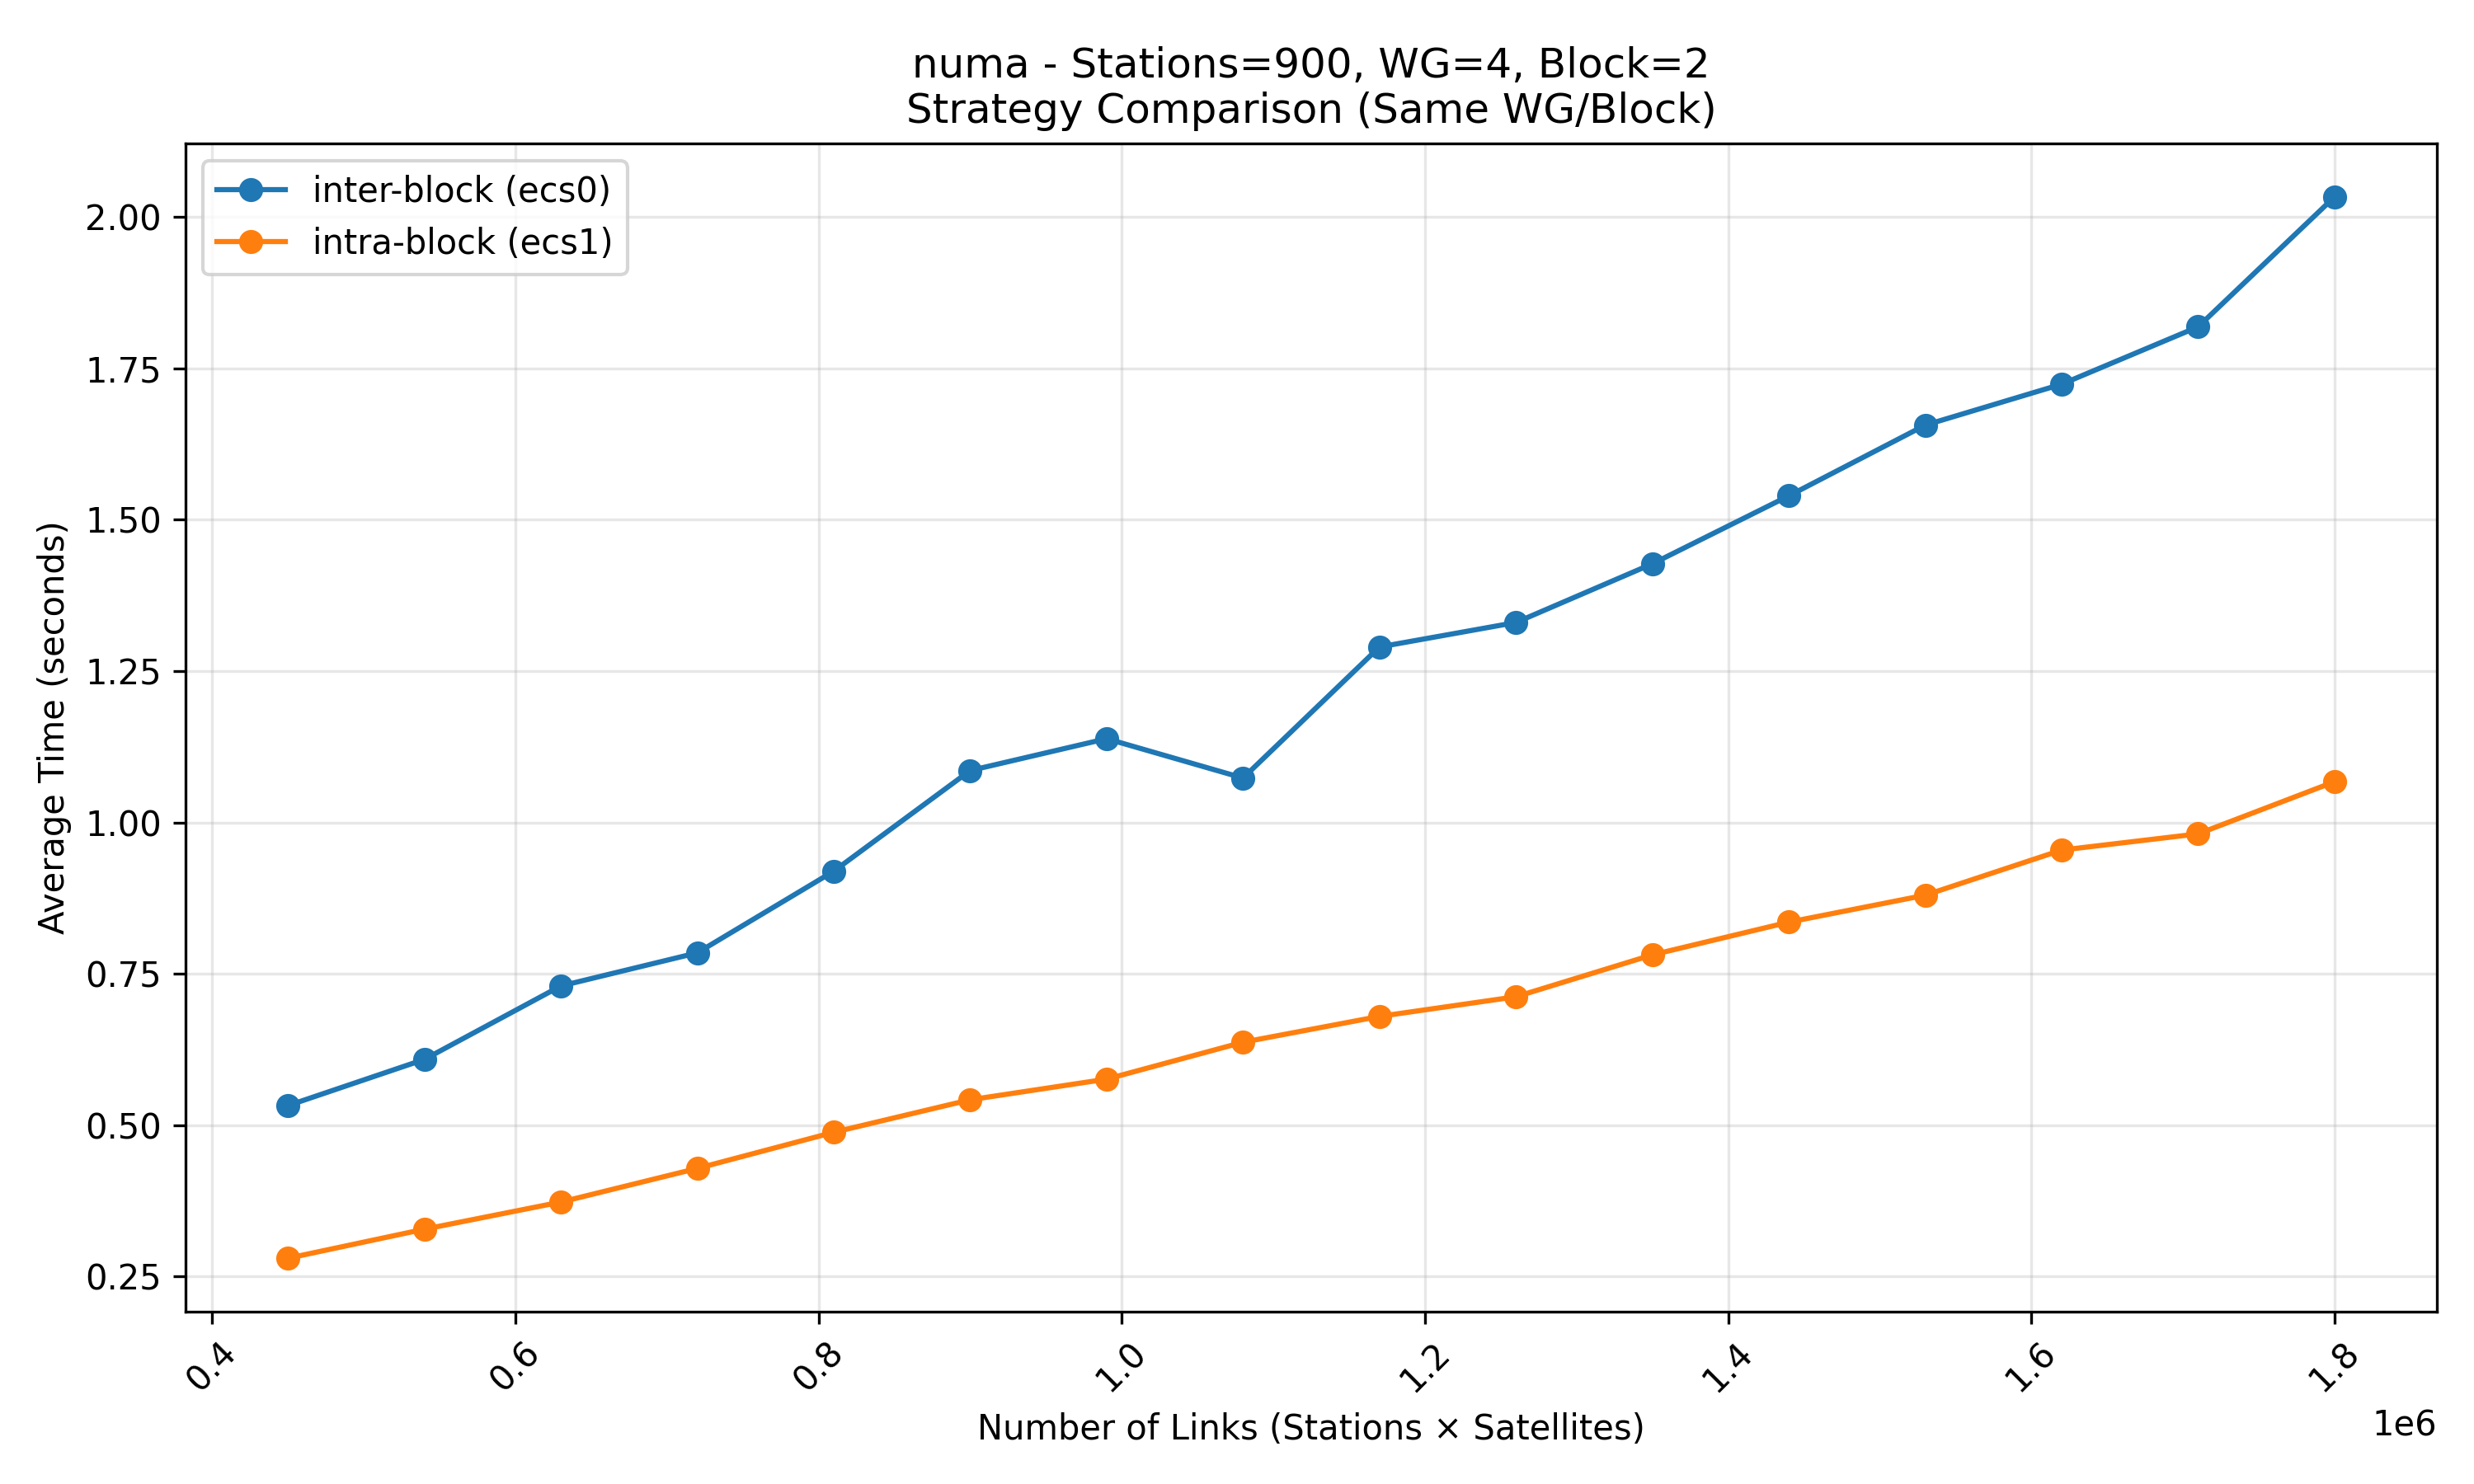 numa - Stations=900, WG=4, Block=2
Strategy Comparison (Same WG/Block)
inter-block (ecs0)
intra-block (ecs1)
Average Time (seconds)
2.00
1.75
1.50
1.25
1.00
0.75
0.50
0.25
0.4
0.6
0.8
1.0
1.2
1.4
1.6
1.8
1e6
Number of Links (Stations × Satellites)